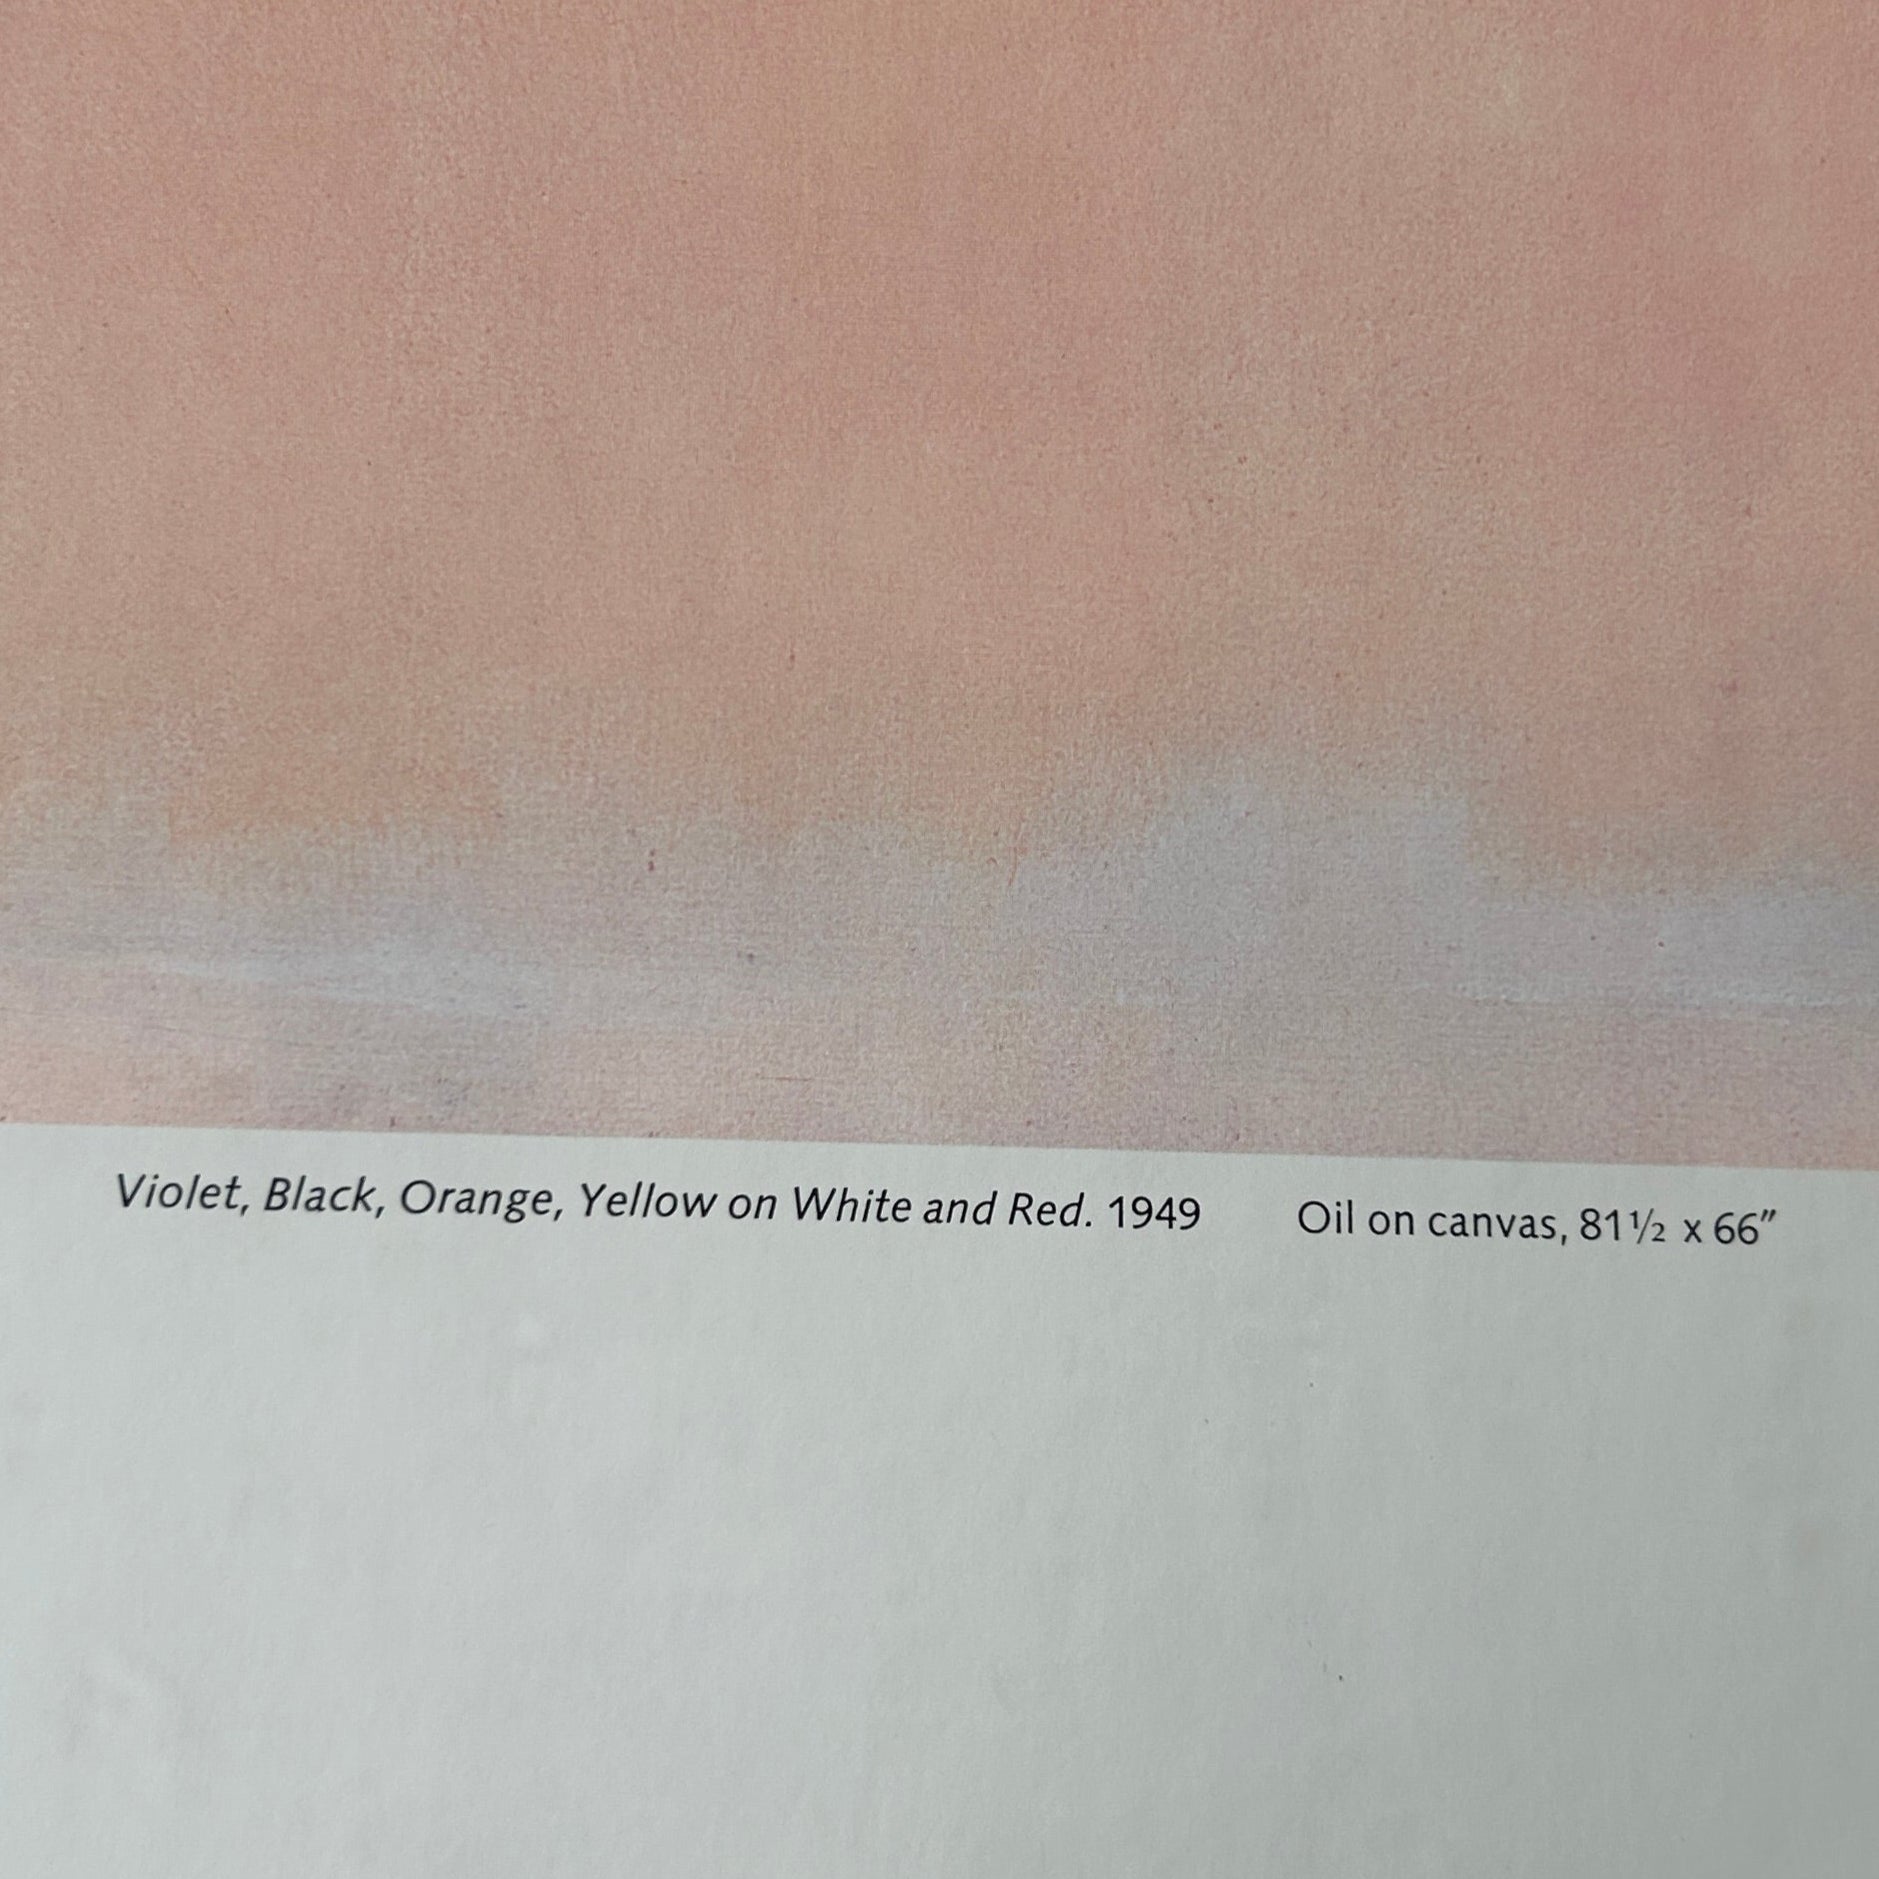 Violet, Black, Orange, Yellow on White and Red. 1949 Oil on canvas, 81½ x 66″